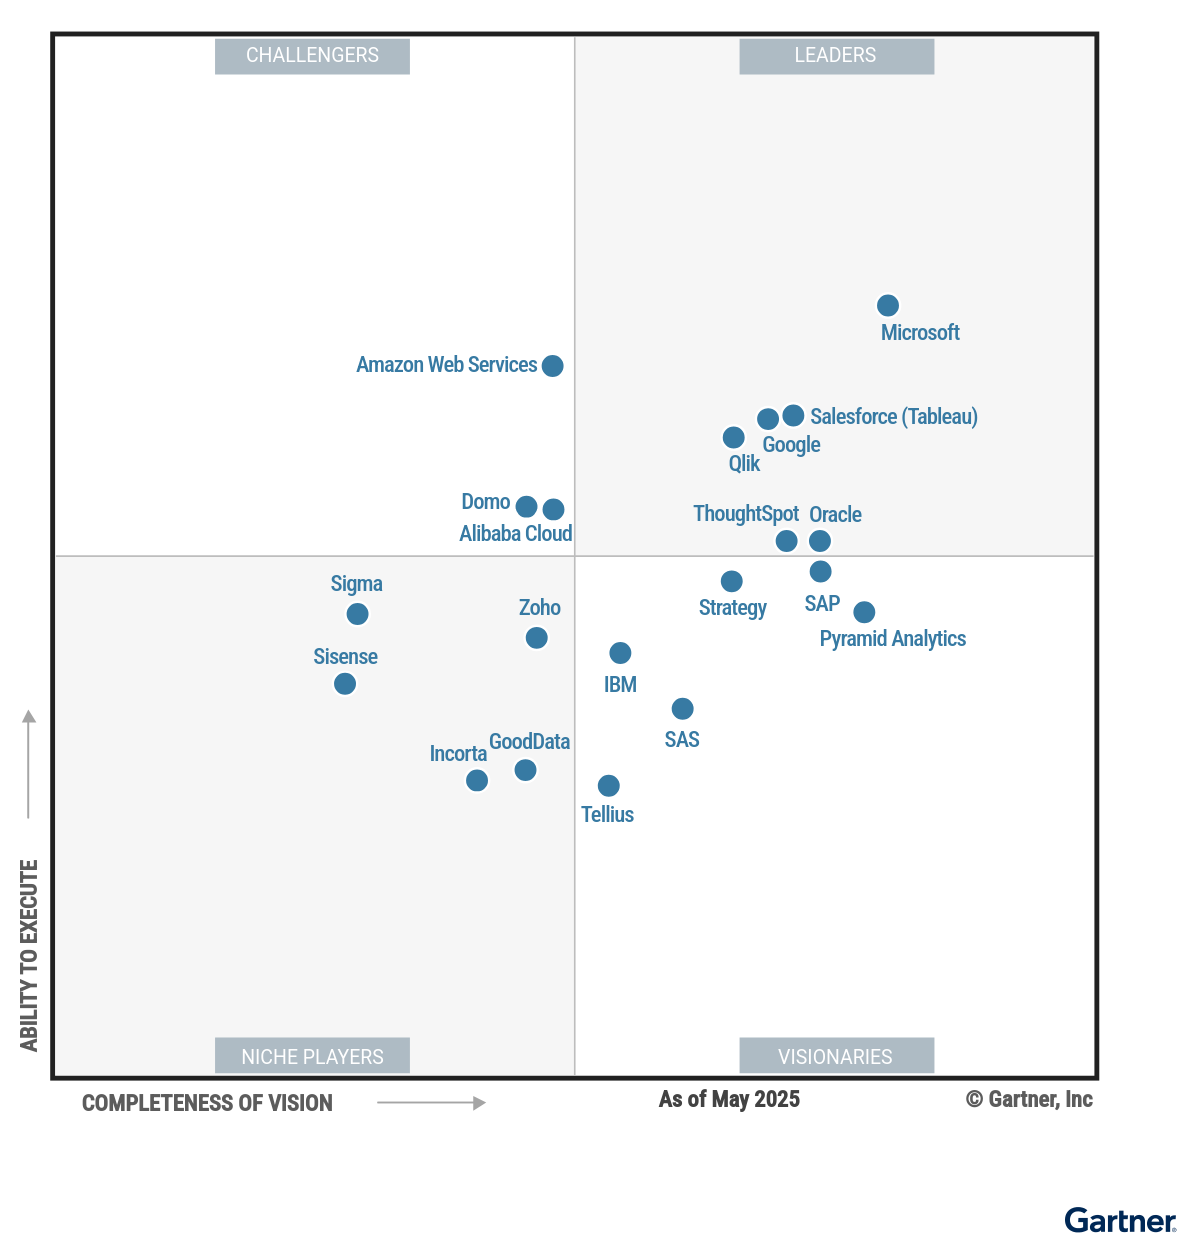 CHALLENGERS
LEADERS
Microsoft
Amazon Web Services
Salesforce (Tableau)
Google
Qlik
Domo
Alibaba Cloud
ThoughtSpot
Oracle
Sigma
Zoho
Strategy
SAP
Pyramid Analytics
Sisense
IBM
SAS
Incorta
GoodData
Tellius
ABILITY TO EXECUTE
NICHE PLAYERS
VISIONARIES
COMPLETENESS OF VISION
As of May 2025
© Gartner, Inc
Gartner®